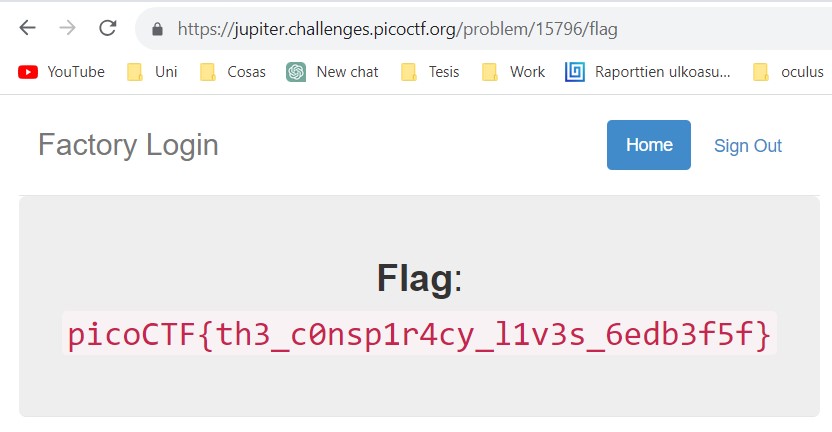 https://jupiter.challenges.picoctf.org/problem/15796/flag
YouTube Uni Cosas New chat Tesis Work Raporttien ulkoasu... oculus
Factory Login Home Sign Out
Flag:
picoCTF{th3_c0nsp1r4cy_l1v3s_6edb3f5f}